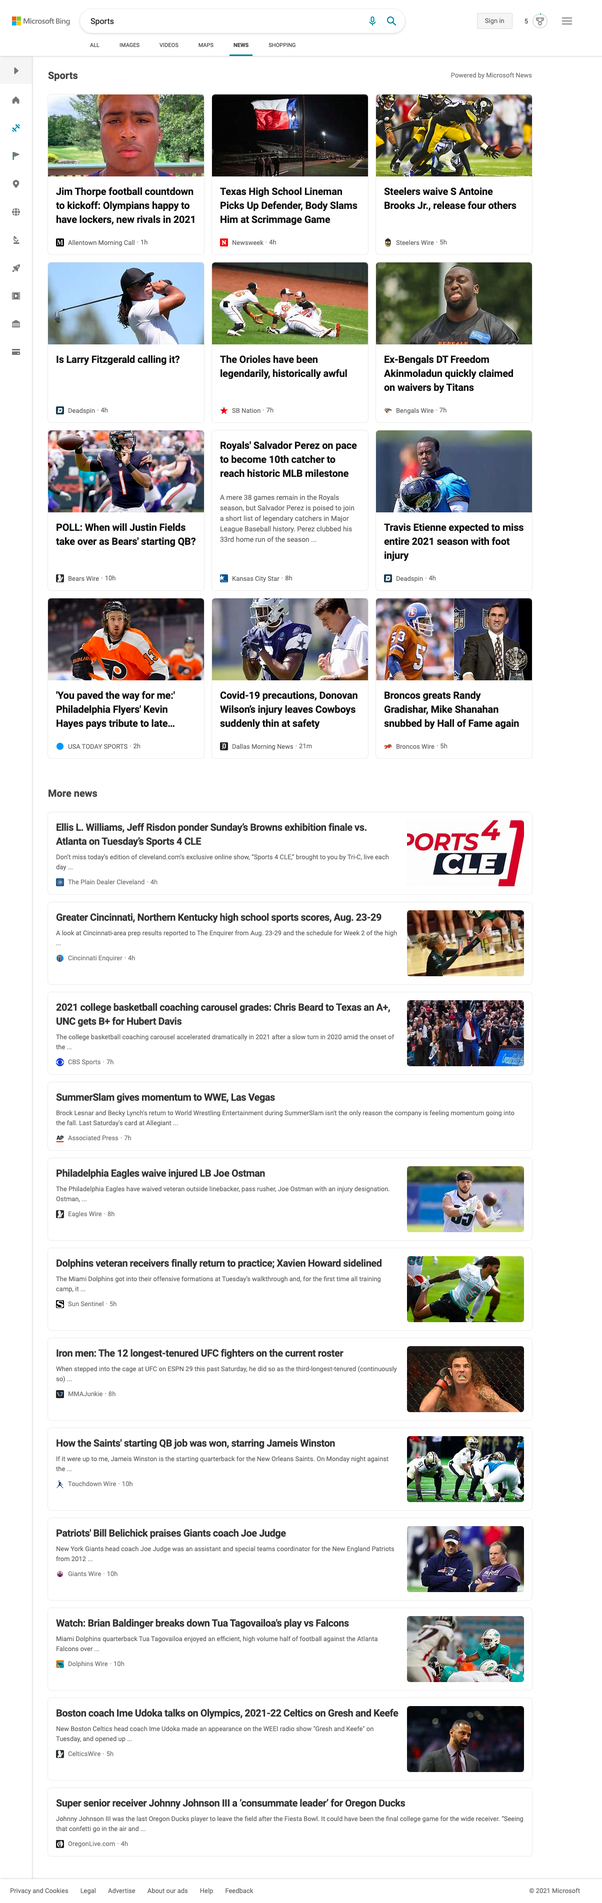 Microsoft Bing
Sports
Sign in
5
ALL IMAGES VIDEOS MAPS NEWS SHOPPING
Sports
Powered by Microsoft News
Jim Thorpe football countdown
to kickoff: Olympians happy to
have lockers, new rivals in 2021
Allentown Morning Call · 1h
Texas High School Lineman
Picks Up Defender, Body Slams
Him at Scrimmage Game
Newsweek · 4h
Steelers waive S Antoine
Brooks Jr., release four others
Steelers Wire · 5h
Is Larry Fitzgerald calling it?
Deadspin · 4h
The Orioles have been
legendarily, historically awful
SB Nation · 7h
Ex-Bengals DT Freedom
Akinmoladun quickly claimed
on waivers by Titans
Bengals Wire · 7h
POLL: When will Justin Fields
take over as Bears' starting QB?
Bears Wire · 10h
Royals' Salvador Perez on pace
to become 10th catcher to
reach historic MLB milestone
A mere 38 games remain in the Royals
season, but Salvador Perez is poised to join
a short list of legendary catchers in Major
League Baseball history. Perez clubbed his
33rd home run of the season ...
Kansas City Star · 8h
Travis Etienne expected to miss
entire 2021 season with foot
injury
Deadspin · 4h
'You paved the way for me:'
Philadelphia Flyers' Kevin
Hayes pays tribute to late...
USA TODAY SPORTS · 2h
Covid-19 precautions, Donovan
Wilson's injury leaves Cowboys
suddenly thin at safety
Dallas Morning News · 21m
Broncos greats Randy
Gradishar, Mike Shanahan
snubbed by Hall of Fame again
Broncos Wire · 5h
More news
Ellis L. Williams, Jeff Risdon ponder Sunday's Browns exhibition finale vs.
Atlanta on Tuesday's Sports 4 CLE
Don't miss today's edition of cleveland.com's exclusive online show, "Sports 4 CLE," brought to you by Tri-C, live each
day ...
The Plain Dealer Cleveland · 4h
PORTS 4
CLE
Greater Cincinnati, Northern Kentucky high school sports scores, Aug. 23-29
A look at Cincinnati-area prep results reported to The Enquirer from Aug. 23-29 and the schedule for Week 2 of the high
...
Cincinnati Enquirer · 4h
2021 college basketball coaching carousel grades: Chris Beard to Texas an A+,
UNC gets B+ for Hubert Davis
The college basketball coaching carousel accelerated dramatically in 2021 after a slow turn in 2020 amid the onset of
the ...
CBS Sports · 7h
SummerSlam gives momentum to WWE, Las Vegas
Brock Lesnar and Becky Lynch's return to World Wrestling Entertainment during SummerSlam isn't the only reason the company is feeling momentum going into
the fall. Last Saturday's card at Allegiant ...
AP Associated Press · 7h
Philadelphia Eagles waive injured LB Joe Ostman
The Philadelphia Eagles have waived veteran outside linebacker, pass rusher, Joe Ostman with an injury designation.
Ostman, ...
Eagles Wire · 8h
Dolphins veteran receivers finally return to practice; Xavien Howard sidelined
The Miami Dolphins got into their offensive formations at Tuesday's walkthrough and, for the first time all training
camp, it ...
Sun Sentinel · 5h
Iron men: The 12 longest-tenured UFC fighters on the current roster
When stepped into the cage at UFC on ESPN 29 this past Saturday, he did so as the third-longest-tenured (continuously
so) ...
MMAJunkie · 8h
How the Saints' starting QB job was won, starring Jameis Winston
If it were up to me, Jameis Winston is the starting quarterback for the New Orleans Saints. On Monday night against
the ...
Touchdown Wire · 10h
Patriots' Bill Belichick praises Giants coach Joe Judge
New York Giants head coach Joe Judge was an assistant and special teams coordinator for the New England Patriots
from 2012 ...
Giants Wire · 10h
Watch: Brian Baldinger breaks down Tua Tagovailoa's play vs Falcons
Miami Dolphins quarterback Tua Tagovailoa enjoyed an efficient, high volume half of football against the Atlanta
Falcons over ...
Dolphins Wire · 10h
Boston coach Ime Udoka talks on Olympics, 2021-22 Celtics on Gresh and Keefe
New Boston Celtics head coach Ime Udoka made an appearance on the WEEI radio show "Gresh and Keefe" on
Tuesday, and opened up ...
CelticsWire · 5h
Super senior receiver Johnny Johnson III a 'consummate leader' for Oregon Ducks
Johnny Johnson III was the last Oregon Ducks player to leave the field after the Fiesta Bowl. It could have been the final college game for the wide receiver. "Seeing
that confetti go in the air and ...
OregonLive.com · 4h
Privacy and Cookies Legal Advertise About our ads Help Feedback
© 2021 Microsoft